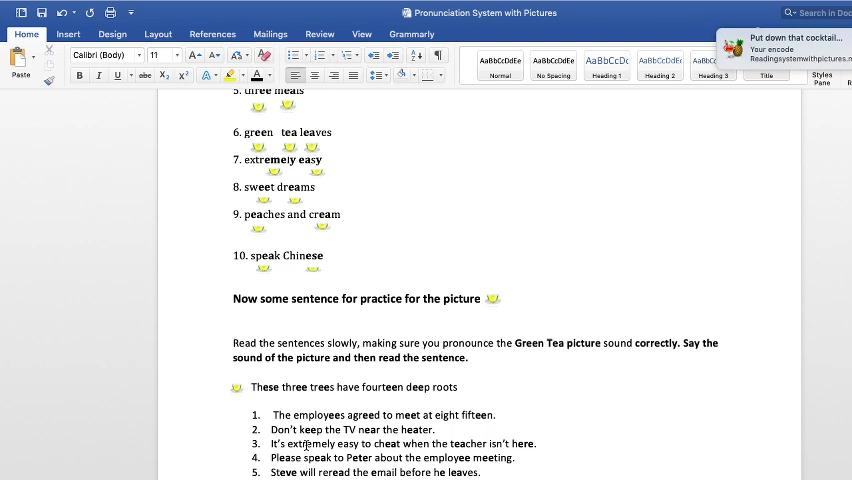 Pronunciation System with Pictures
Search in Doc
Home Insert Draw Design Layout References Mailings Review View Grammarly
Put down that cocktail...
Your encode
Readingsystemwithpictures.m
Paste
Calibri (Body) 11
B I U abc X2 X2 A A
AaBbCcDdEe AaBbCcDdEe AaBbCcDc AaBbCcDdEe AaBbCcDdEe
Normal No Spacing Heading 1 Heading 2 Heading 3 Title
Styles
Pane
5. three meals
6. green tea leaves
7. extremely easy
8. sweet dreams
9. peaches and cream
10. speak Chinese
Now some sentence for practice for the picture
Read the sentences slowly, making sure you pronounce the Green Tea picture sound correctly. Say the
sound of the picture and then read the sentence.
These three trees have fourteen deep roots
1. The employees agreed to meet at eight fifteen.
2. Don't keep the TV near the heater.
3. It's extremely easy to cheat when the teacher isn't here.
4. Please speak to Peter about the employee meeting.
5. Steve will reread the email before he leaves.